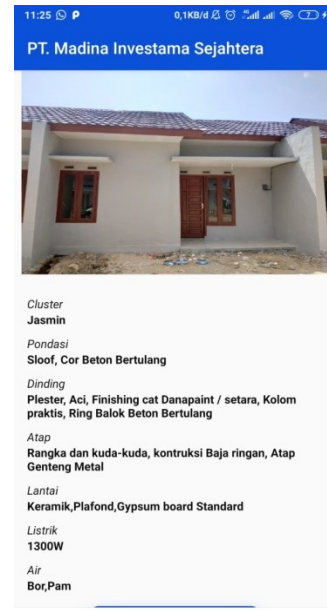 11:25
0,1KB/d
7
PT. Madina Investama Sejahtera
Cluster
Jasmin
Pondasi
Sloof, Cor Beton Bertulang
Dinding
Plester, Aci, Finishing cat Danapaint / setara, Kolom
praktis, Ring Balok Beton Bertulang
Atap
Rangka dan kuda-kuda, kontruksi Baja ringan, Atap
Genteng Metal
Lantai
Keramik,Plafond,Gypsum board Standard
Listrik
1300W
Air
Bor,Pam